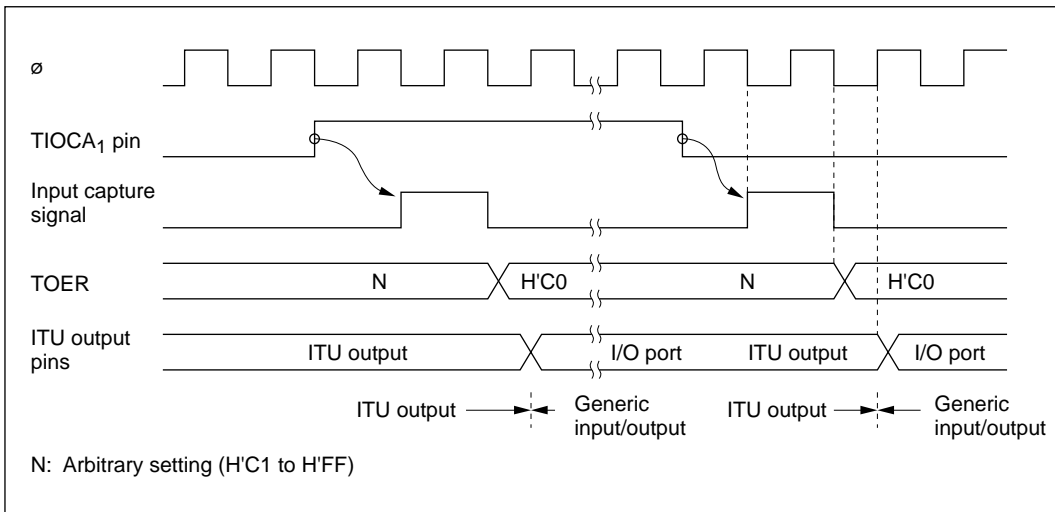 ø
TIOCA1 pin
Input capture
signal
TOER
N
H'C0
N
H'C0
ITU output
pins
ITU output
I/O port
ITU output
I/O port
ITU output
Generic
input/output
ITU output
Generic
input/output
N: Arbitrary setting (H'C1 to H'FF)